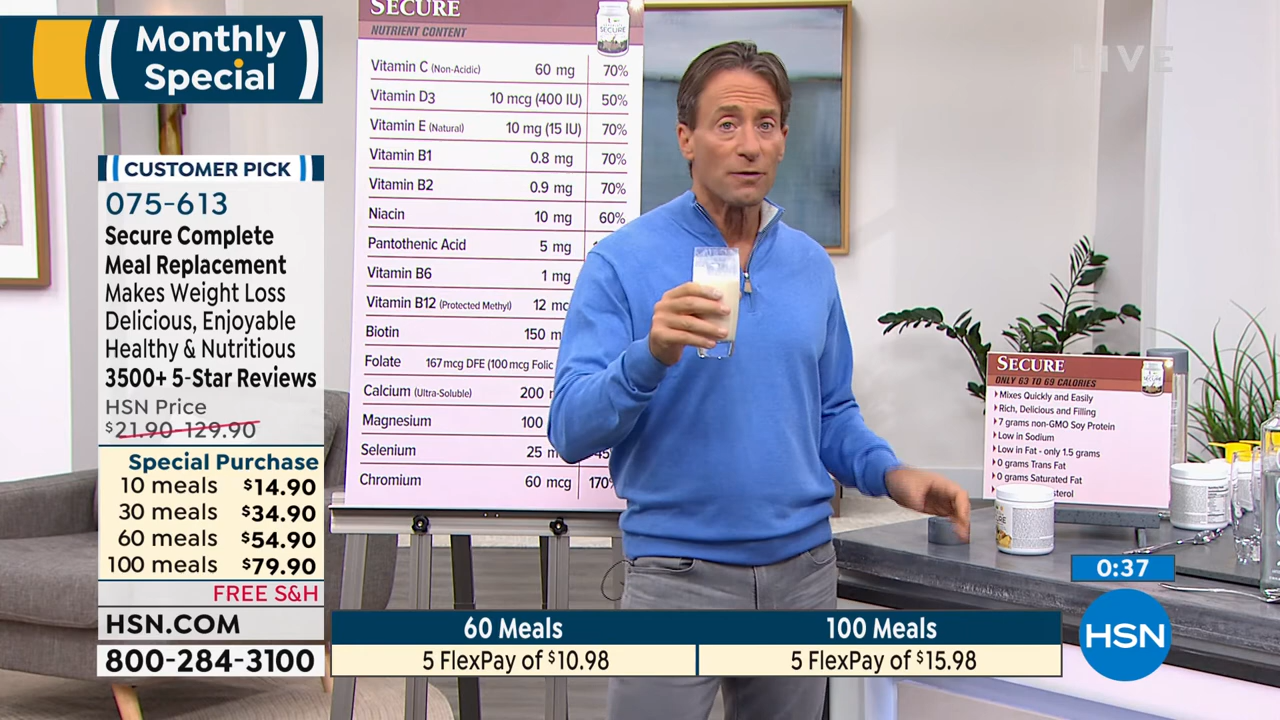 Monthly
Special
CUSTOMER PICK
075-613
Secure Complete
Meal Replacement
Makes Weight Loss
Delicious, Enjoyable
Healthy & Nutritious
3500+ 5-Star Reviews
HSN Price
$21.90-129.90
Special Purchase
10 meals $14.90
30 meals $34.90
60 meals $54.90
100 meals $79.90
FREE S&H
HSN.COM
800-284-3100
SECURE
NUTRIENT CONTENT
SECURE
Vitamin C (Non-Acidic) 60 mg 70%
Vitamin D3 10 mcg (400 IU) 50%
Vitamin E (Natural) 10 mg (15 IU) 70%
Vitamin B1 0.8 mg 70%
Vitamin B2 0.9 mg 70%
Niacin 10 mg 60%
Pantothenic Acid 5 mg
Vitamin B6 1 mg
Vitamin B12 (Protected Methyl) 12 mc
Biotin 150 m
Folate 167 mcg DFE (100 mcg Folic
Calcium (Ultra-Soluble) 200
Magnesium 100
Selenium 25 m 45
Chromium 60 mcg 170%
LIVE
SECURE
ONLY 63 TO 69 CALORIES
Mixes Quickly and Easily
Rich, Delicious and Filling
7 grams non-GMO Soy Protein
Low in Sodium
Low in Fat - only 1.5 grams
0 grams Trans Fat
0 grams Saturated Fat
sterol
0:37
HSN
60 Meals 100 Meals
5 FlexPay of $10.98 5 FlexPay of $15.98